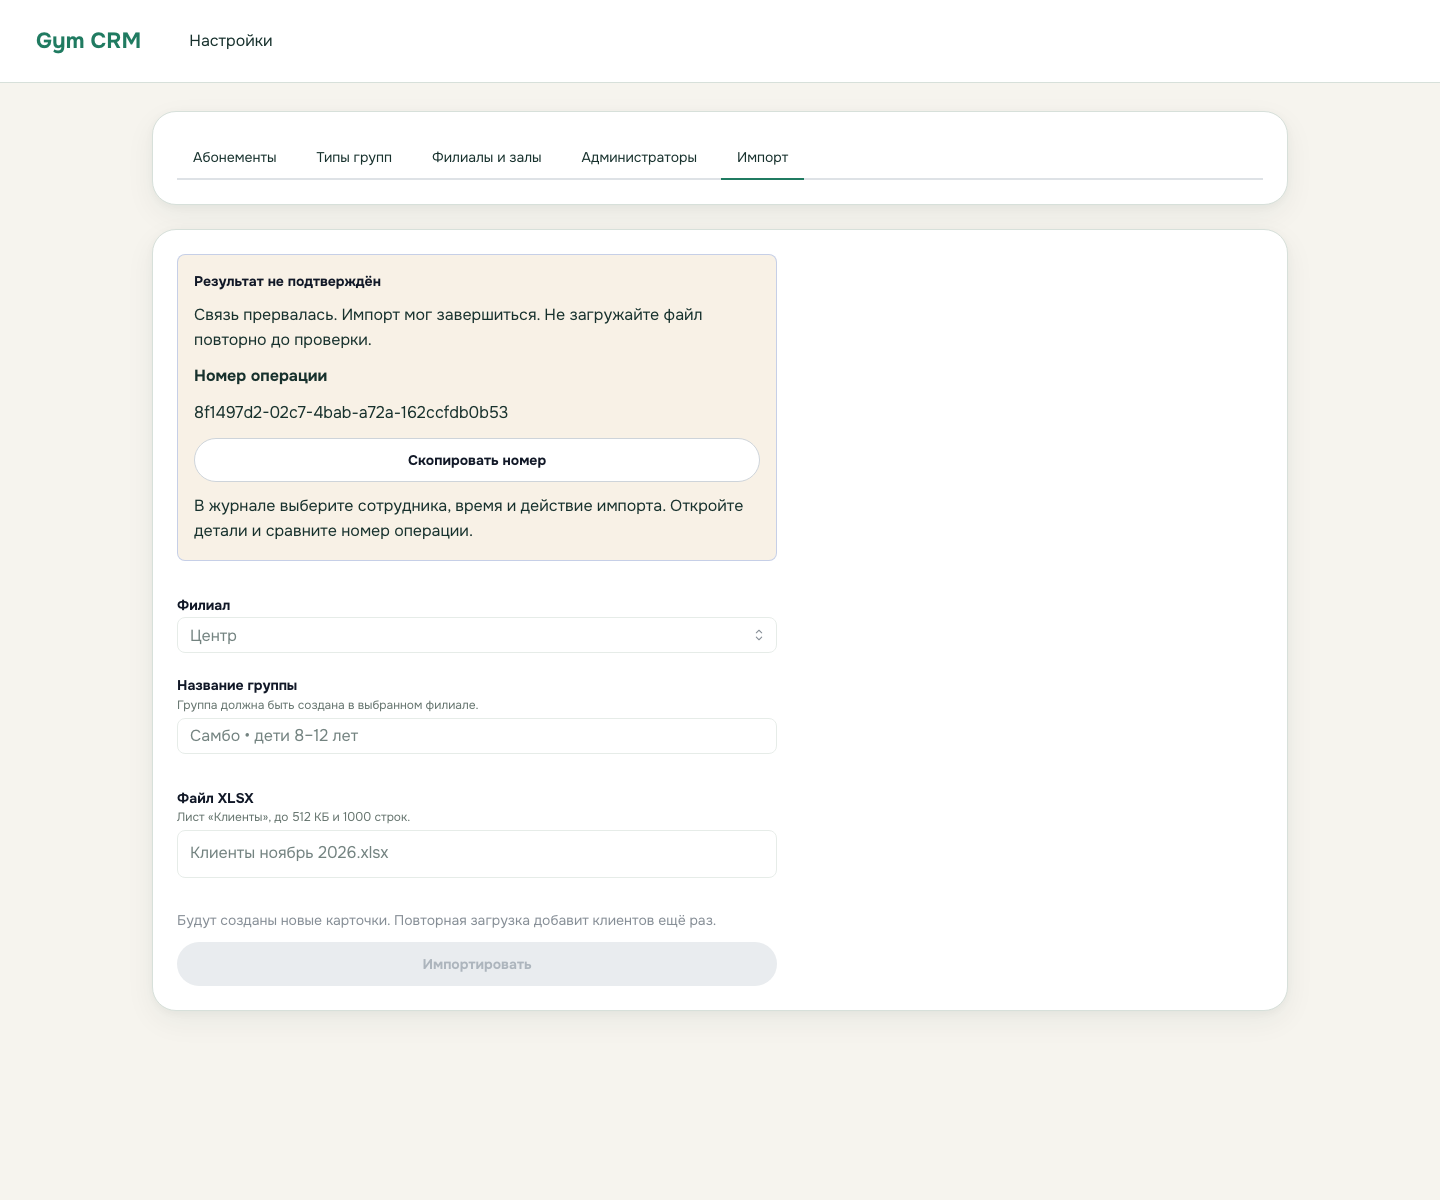 Gym CRM
Настройки
Абонементы
Типы групп
Филиалы и залы
Администраторы
Импорт
Результат не подтверждён
Связь прервалась. Импорт мог завершиться. Не загружайте файл
повторно до проверки.
Номер операции
8f1497d2-02c7-4bab-a72a-162ccfdb0b53
Скопировать номер
В журнале выберите сотрудника, время и действие импорта. Откройте
детали и сравните номер операции.
Филиал
Центр
Название группы
Группа должна быть создана в выбранном филиале.
Самбо • дети 8–12 лет
Файл XLSX
Лист «Клиенты», до 512 КБ и 1000 строк.
Клиенты ноябрь 2026.xlsx
Будут созданы новые карточки. Повторная загрузка добавит клиентов ещё раз.
Импортировать